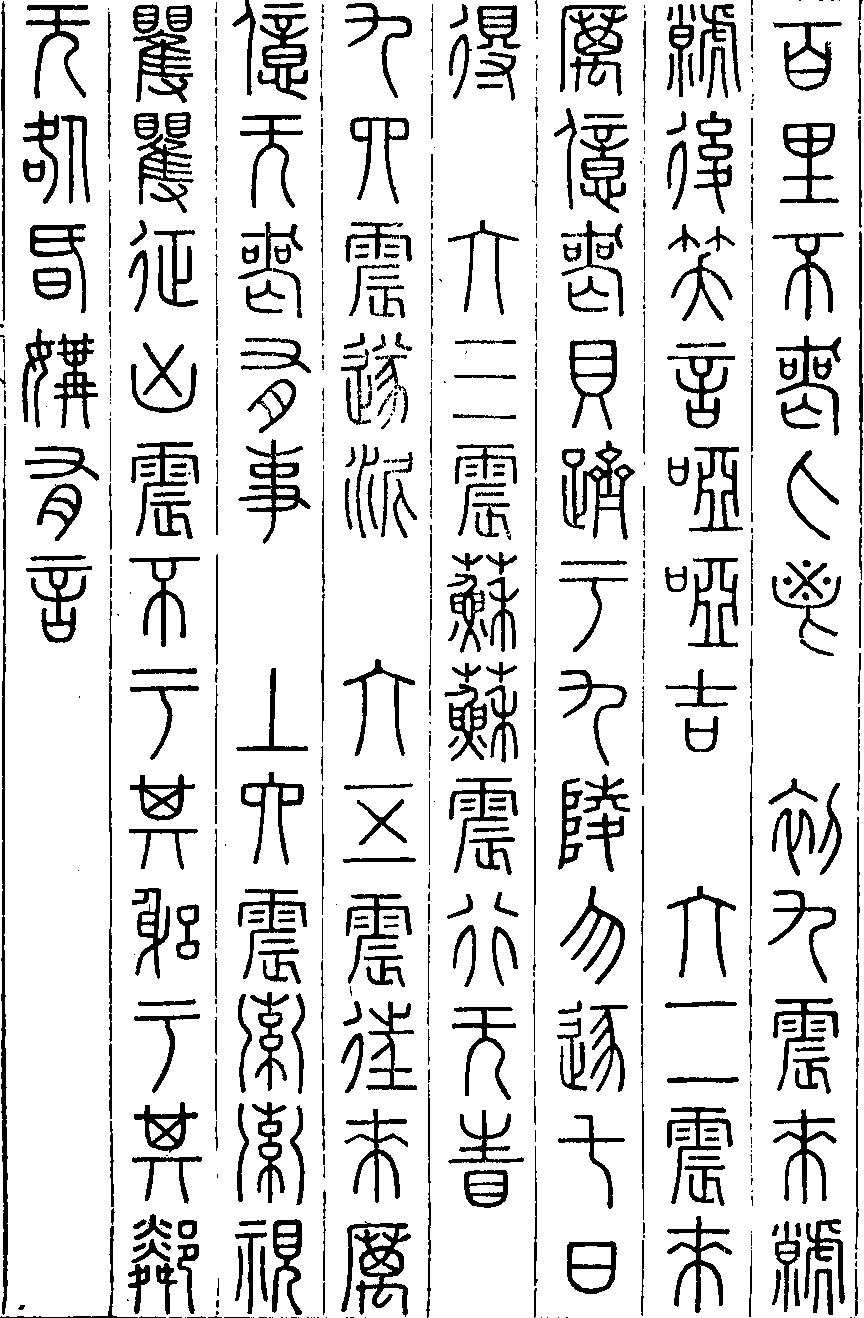 百里不喪匕鬯　初九震來虩
虩後笑言啞啞吉　六二震來
厲億喪貝躋于九陵勿逐七日
得　六三震蘇蘇震行无眚
九四震遂泥　六五震往來厲
億无喪有事　上六震索索視
矍矍征凶震不于其躬于其鄰
无咎昏媾有言